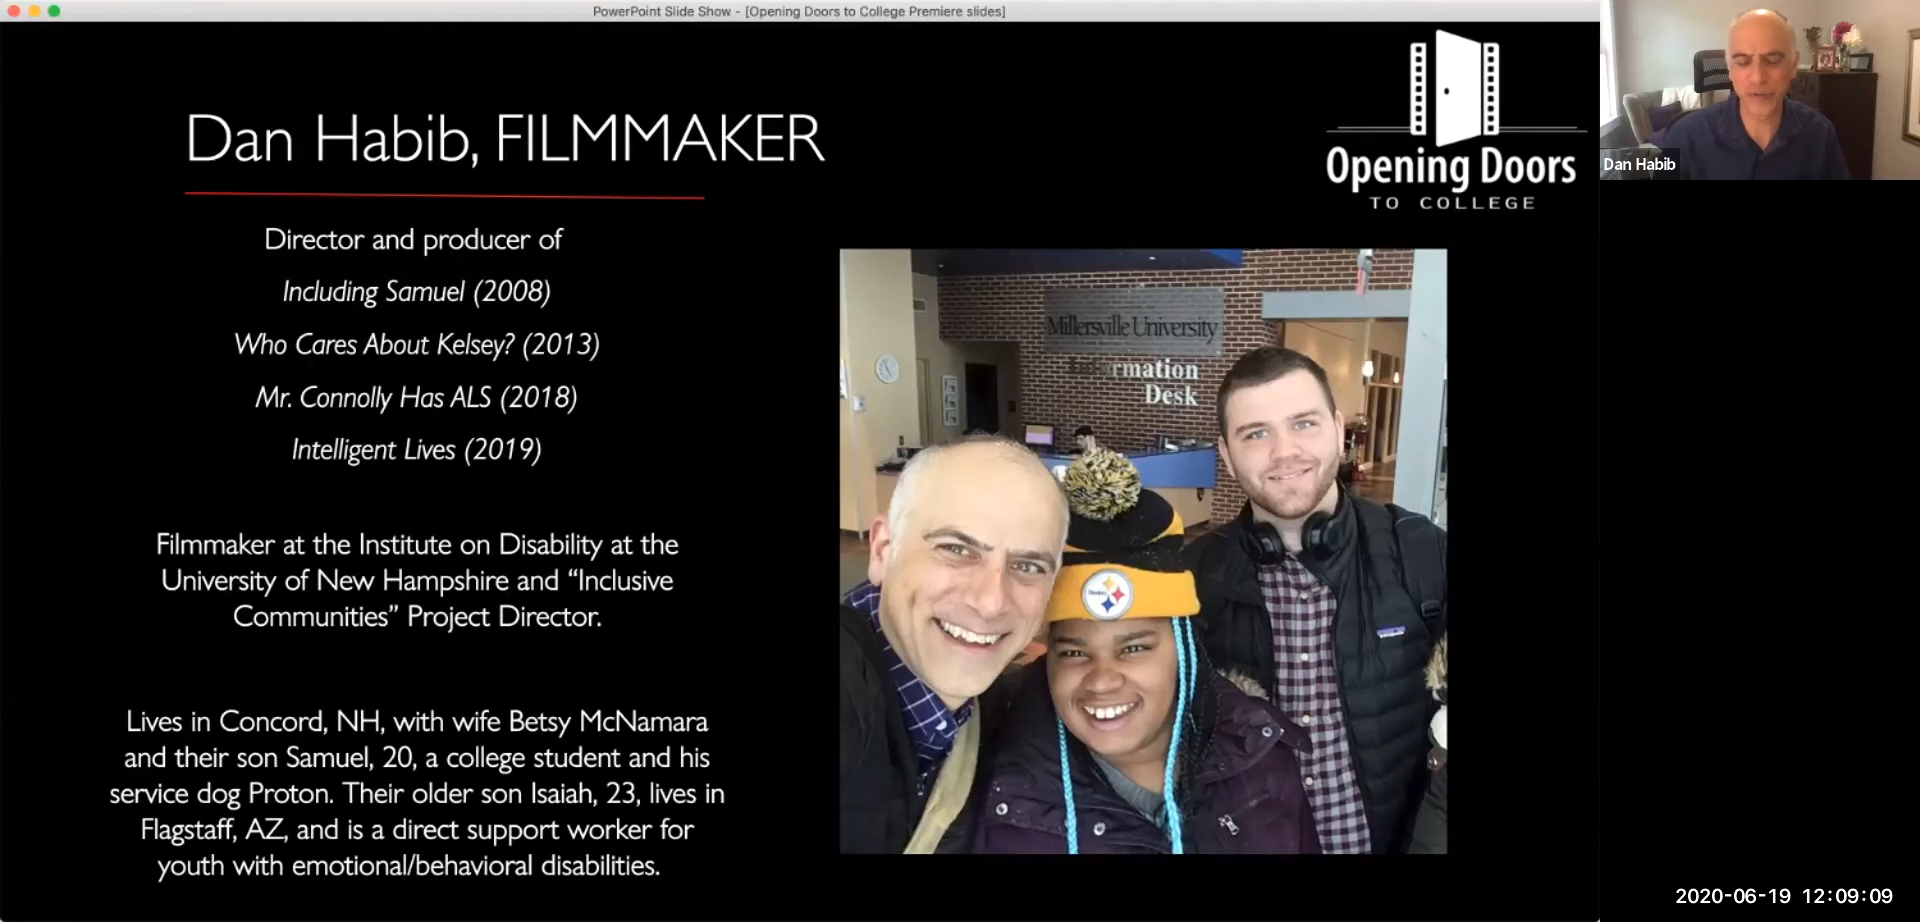 PowerPoint Slide Show - [Opening Doors to College Premiere slides]
Dan Habib, FILMMAKER
Director and producer of
Including Samuel (2008)
Who Cares About Kelsey? (2013)
Mr. Connolly Has ALS (2018)
Intelligent Lives (2019)
Filmmaker at the Institute on Disability at the
University of New Hampshire and “Inclusive
Communities” Project Director.
Lives in Concord, NH, with wife Betsy McNamara
and their son Samuel, 20, a college student and his
service dog Proton. Their older son Isaiah, 23, lives in
Flagstaff, AZ, and is a direct support worker for
youth with emotional/behavioral disabilities.
Opening Doors
TO COLLEGE
Millersville University
Information
Desk
Steelers
Dan Habib
2020-06-19 12:09:09